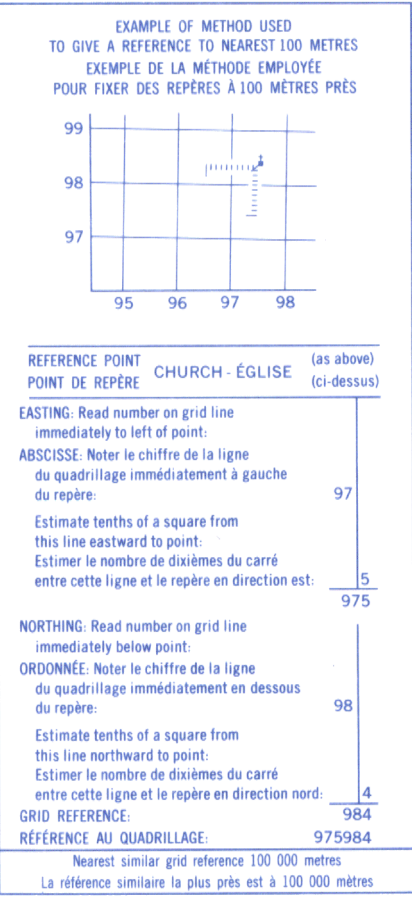 EXAMPLE OF METHOD USED
TO GIVE A REFERENCE TO NEAREST 100 METRES
EXEMPLE DE LA MÉTHODE EMPLOYÉE
POUR FIXER DES REPÈRES À 100 MÈTRES PRÈS
99
98
97
95 96 97 98
REFERENCE POINT
POINT DE REPÈRE
CHURCH - ÉGLISE
(as above)
(ci-dessus)
EASTING: Read number on grid line
immediately to left of point:
ABSCISSE: Noter le chiffre de la ligne
du quadrillage immédiatement à gauche
du repère: 97
Estimate tenths of a square from
this line eastward to point:
Estimer le nombre de dixièmes du carré
entre cette ligne et le repère en direction est: 5
975
NORTHING: Read number on grid line
immediately below point:
ORDONNÉE: Noter le chiffre de la ligne
du quadrillage immédiatement en dessous
du repère: 98
Estimate tenths of a square from
this line northward to point:
Estimer le nombre de dixièmes du carré
entre cette ligne et le repère en direction nord: 4
GRID REFERENCE: 984
RÉFÉRENCE AU QUADRILLAGE: 975984
Nearest similar grid reference 100 000 metres
La référence similaire la plus près est à 100 000 mètres